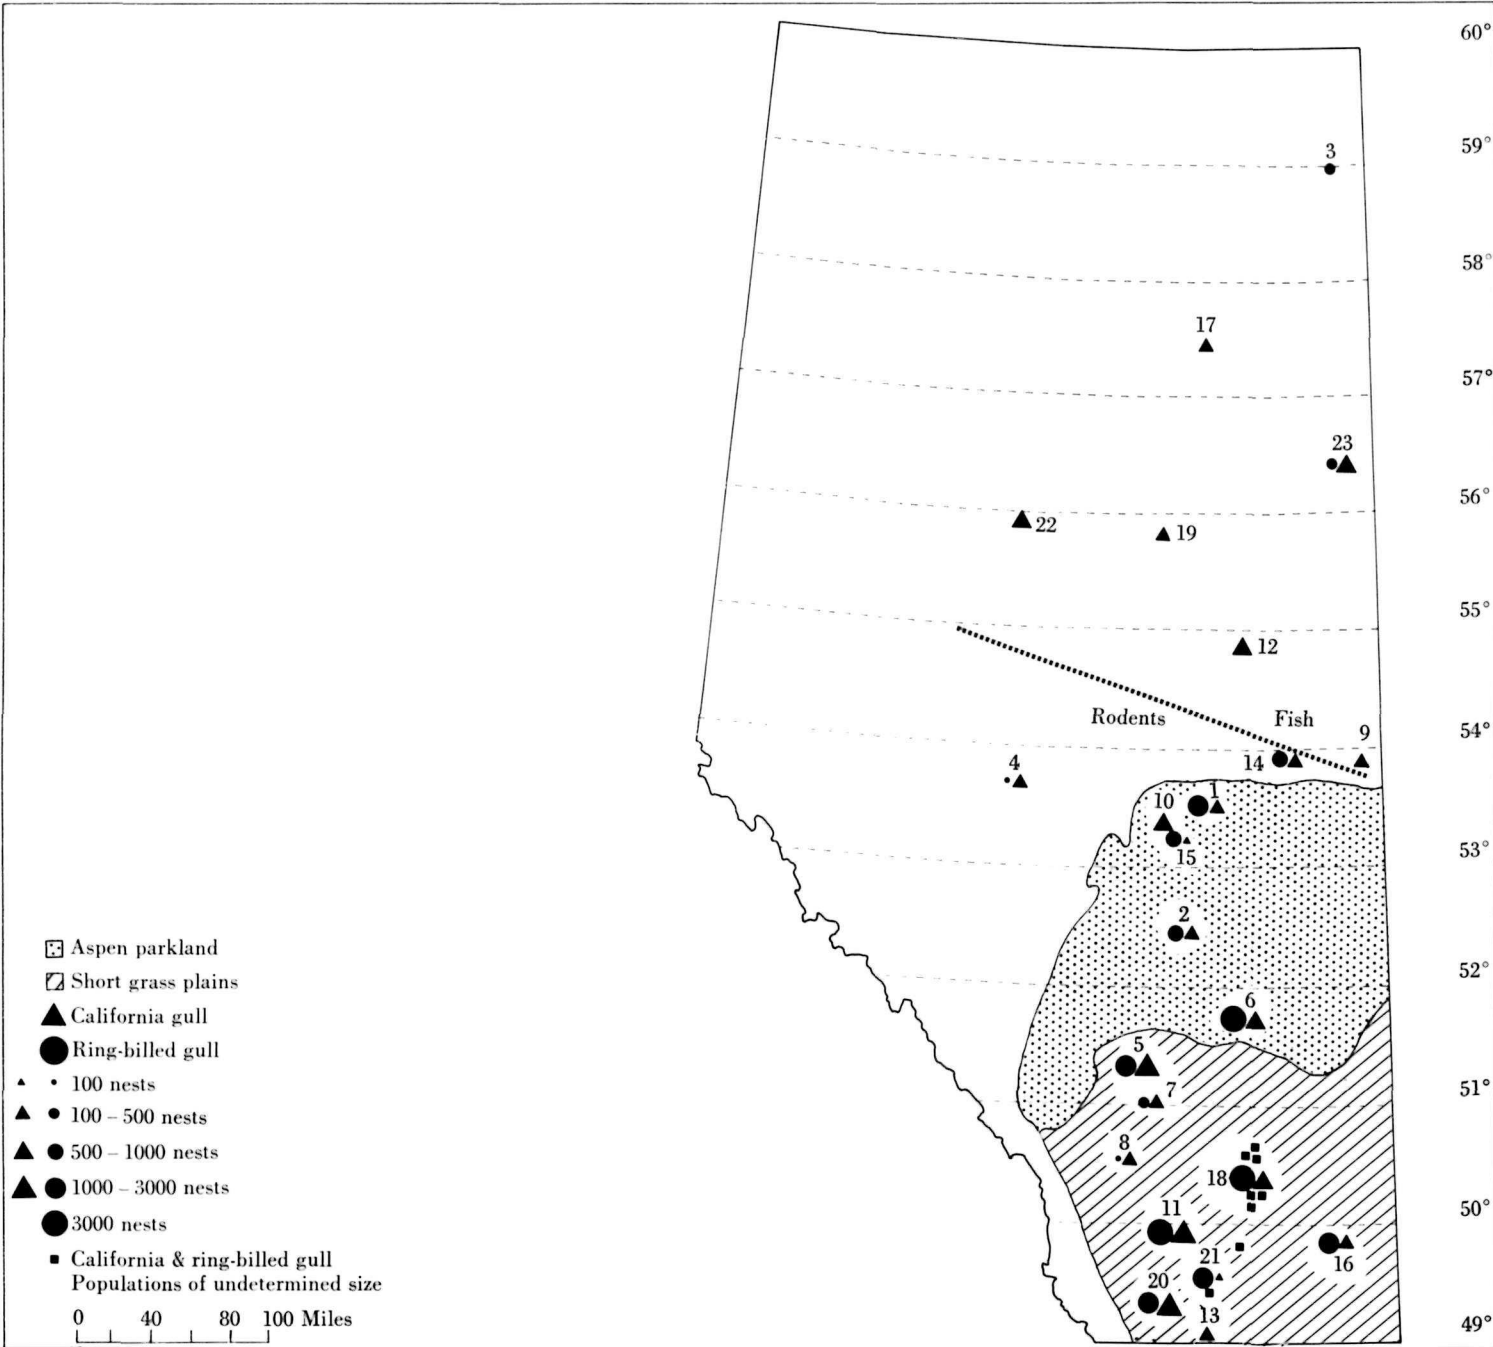 60°
59°
3
58°
17
57°
23
56°
22
19
55°
12
Rodents Fish
54°
9
14
4
1
10
15
53°
2
52°
6
5
51°
7
8
18
50°
11
16
21
20
13
49°
Aspen parkland
Short grass plains
California gull
Ring-billed gull
100 nests
100 – 500 nests
500 – 1000 nests
1000 – 3000 nests
3000 nests
California & ring-billed gull
Populations of undetermined size
0 40 80 100 Miles